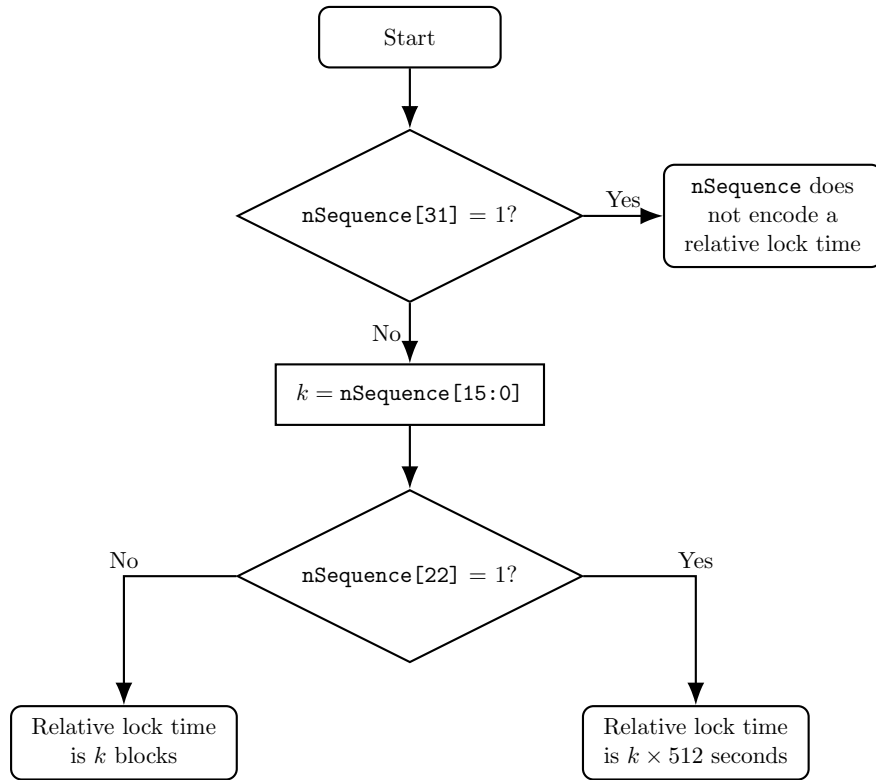 Start
nSequence[31] = 1?
Yes
nSequence does
not encode a
relative lock time
No
k = nSequence[15:0]
nSequence[22] = 1?
No
Yes
Relative lock time
is k blocks
Relative lock time
is k × 512 seconds